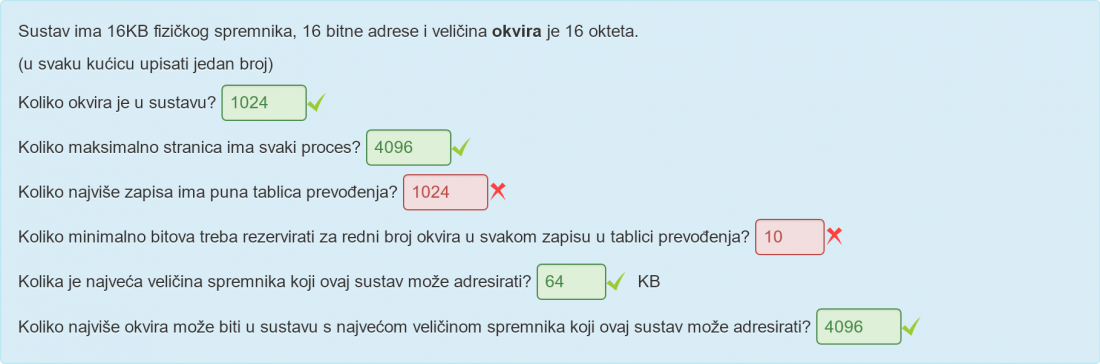 Sustav ima 16KB fizičkog spremnika, 16 bitne adrese i veličina okvira je 16 okteta.
(u svaku kućicu upisati jedan broj)
Koliko okvira je u sustavu? 1024
Koliko maksimalno stranica ima svaki proces? 4096
Koliko najviše zapisa ima puna tablica prevođenja? 1024
Koliko minimalno bitova treba rezervirati za redni broj okvira u svakom zapisu u tablici prevođenja? 10
Kolika je najveća veličina spremnika koji ovaj sustav može adresirati? 64 KB
Koliko najviše okvira može biti u sustavu s najvećom veličinom spremnika koji ovaj sustav može adresirati? 4096